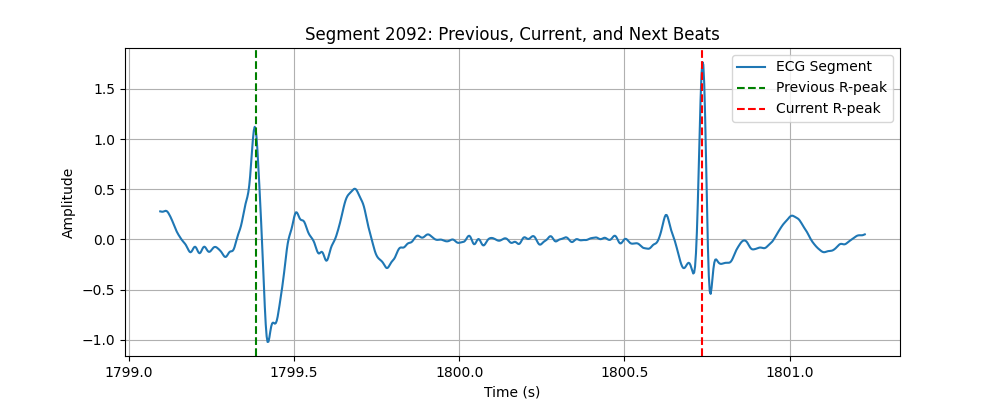 Segment 2092: Previous, Current, and Next Beats
ECG Segment
Previous R-peak
Current R-peak
1.5
1.0
0.5
0.0
−0.5
−1.0
Amplitude
1799.0 1799.5 1800.0 1800.5 1801.0
Time (s)